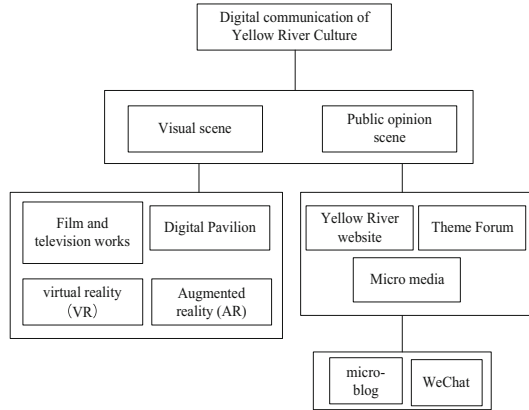 Digital communication of
Yellow River Culture
Visual scene
Public opinion
scene
Film and
television works
Digital Pavilion
virtual reality
（VR）
Augmented
reality (AR)
Yellow River
website
Theme Forum
Micro media
micro-
blog
WeChat